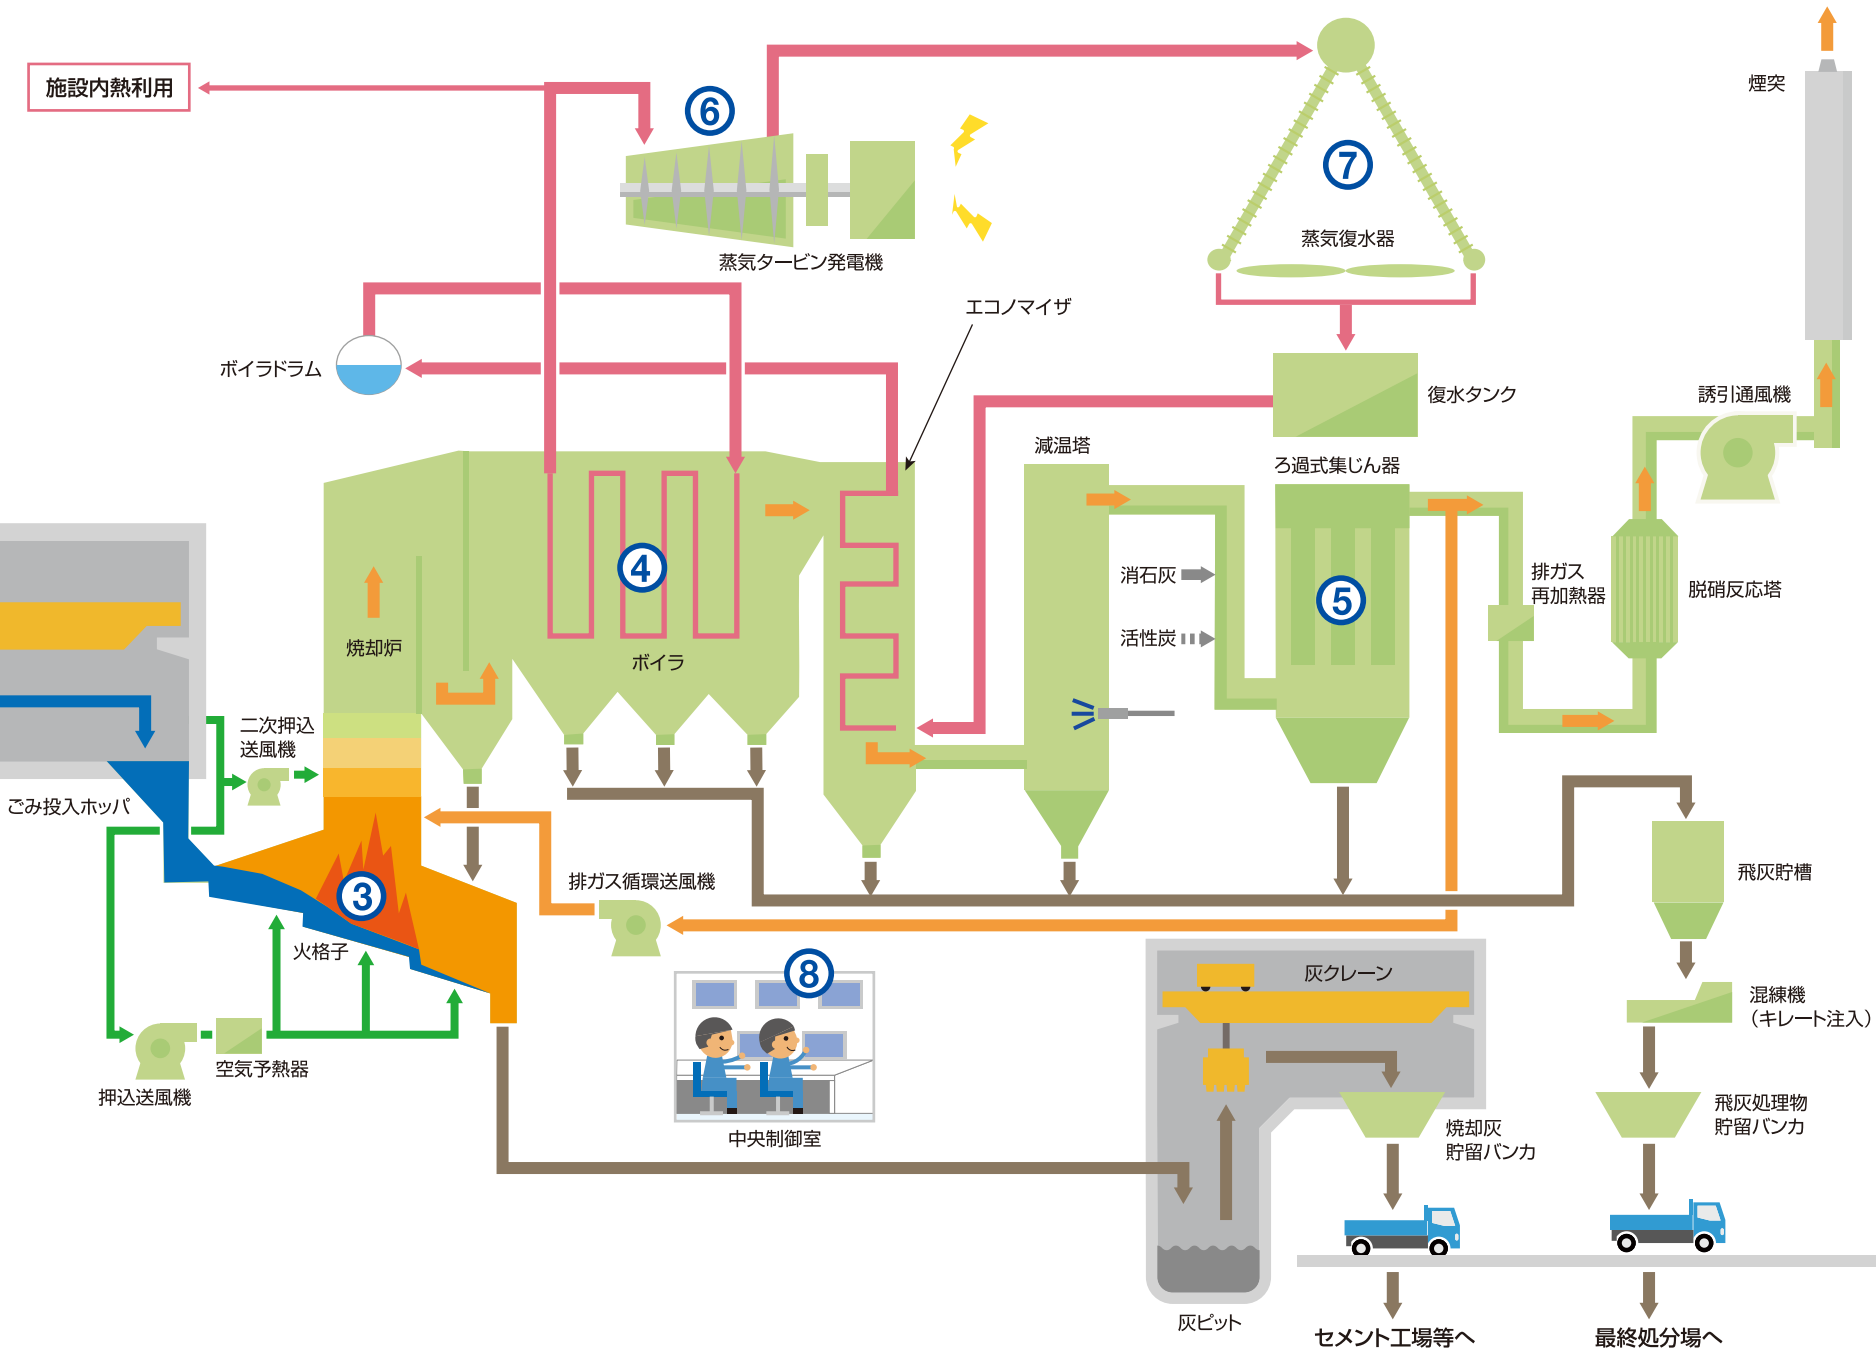 施設内熱利用
⑥
蒸気タービン発電機
エコノマイザ
⑦
蒸気復水器
煙突
ボイラドラム
復水タンク
誘引通風機
減温塔
ろ過式集じん器
④
消石灰
活性炭
⑤
排ガス
再加熱器
脱硝反応塔
焼却炉
ボイラ
二次押込
送風機
ごみ投入ホッパ
③
火格子
排ガス循環送風機
飛灰貯槽
⑧
灰クレーン
混練機
（キレート注入）
空気予熱器
押込送風機
中央制御室
焼却灰
貯留バンカ
飛灰処理物
貯留バンカ
灰ピット
セメント工場等へ
最終処分場へ